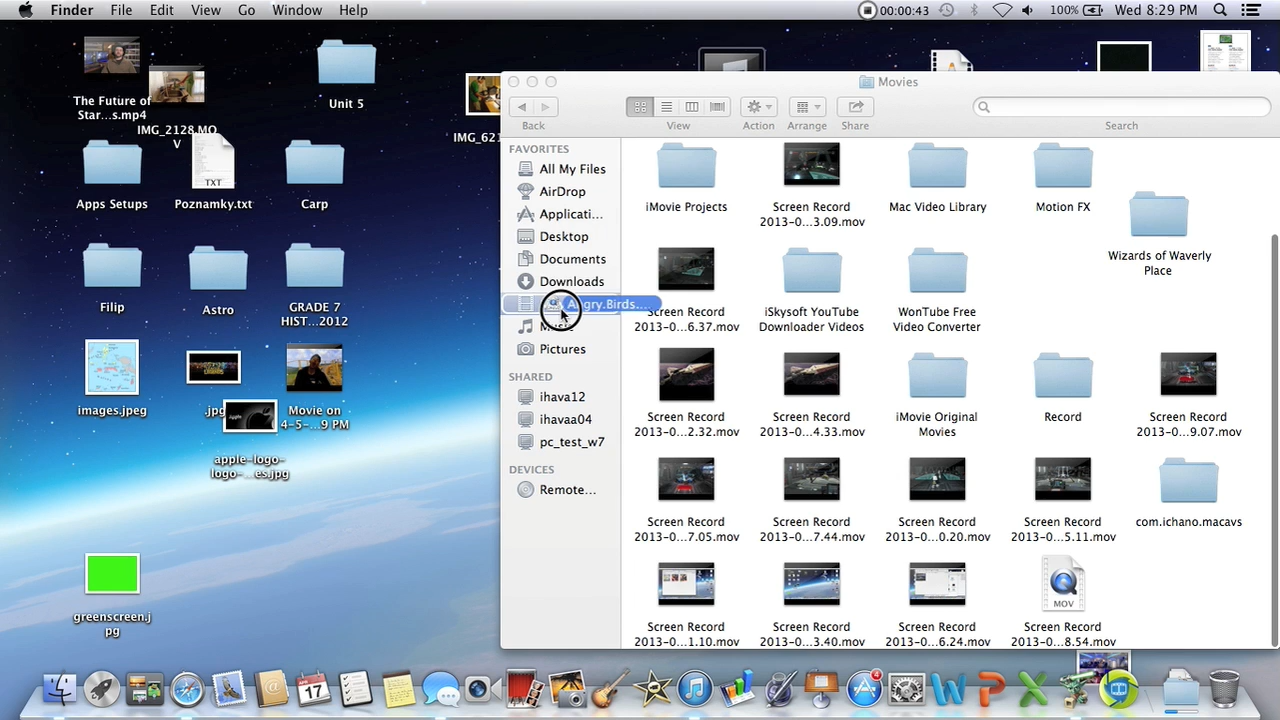 Finder File Edit View Go Window Help 00:00:43 100% Wed 8:29 PM
Movies
Back View Action Arrange Share Search
The Future of
Star...s.mp4
IMG_2128.MO
V
Unit 5
IMG_621
Apps Setups
Poznamky.txt
TXT
Carp
Filip
Astro
GRADE 7
HIST...2012
images.jpeg
.jpg
Movie on
4-5-...9 PM
apple-logo-
logo-...es.jpg
greenscreen.j
pg
FAVORITES
All My Files
AirDrop
Applicati...
Desktop
Documents
Downloads
Angry.Birds....
Music
Pictures
SHARED
ihava12
ihavaa04
pc_test_w7
DEVICES
Remote...
iMovie Projects
Screen Record
2013-0...3.09.mov
Mac Video Library
Motion FX
Wizards of Waverly
Place
Screen Record
2013-0...6.37.mov
iSkysoft YouTube
Downloader Videos
WonTube Free
Video Converter
Screen Record
2013-0...2.32.mov
Screen Record
2013-0...4.33.mov
iMovie Original
Movies
Record
Screen Record
2013-0...9.07.mov
Screen Record
2013-0...7.05.mov
Screen Record
2013-0...7.44.mov
Screen Record
2013-0...0.20.mov
Screen Record
2013-0...5.11.mov
com.ichano.macavs
Screen Record
2013-0...1.10.mov
Screen Record
2013-0...3.40.mov
Screen Record
2013-0...6.24.mov
MOV
Screen Record
2013-0...8.54.mov
17
4